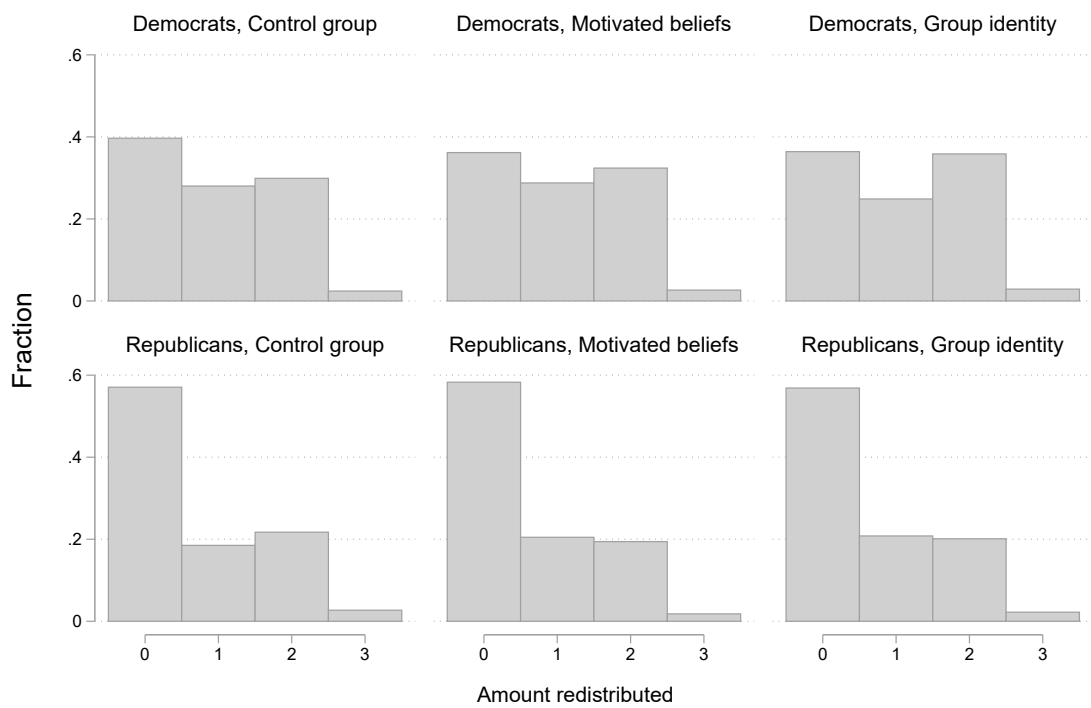 Democrats, Control group
Democrats, Motivated beliefs
Democrats, Group identity
.6
.4
.2
0
Republicans, Control group
Republicans, Motivated beliefs
Republicans, Group identity
.6
.4
.2
0
0 1 2 3
0 1 2 3
0 1 2 3
Fraction
Amount redistributed